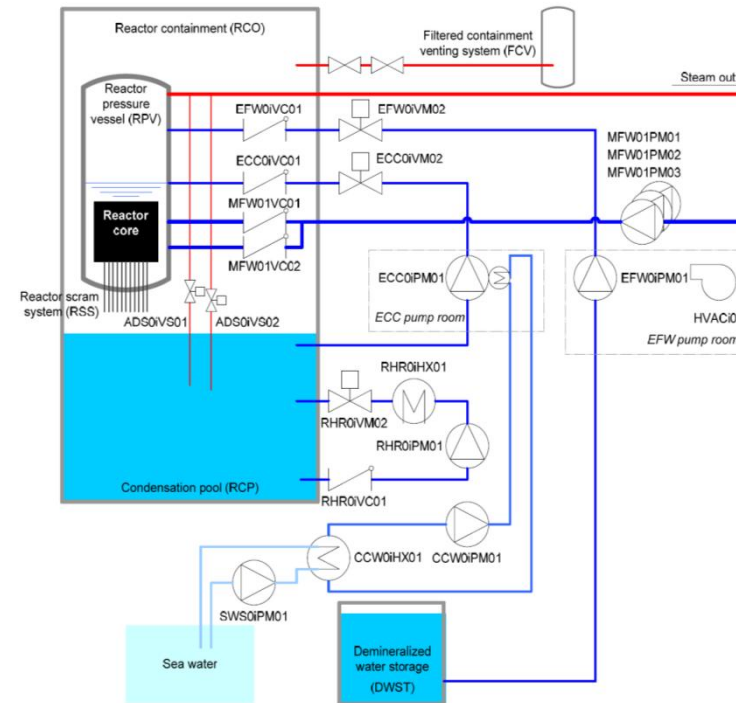 Reactor containment (RCO)
Filtered containment
venting system (FCV)
Steam out
Reactor
pressure
vessel (RPV)
EFW0iVC01
EFW0iVM02
ECC0iVC01
ECC0iVM02
MFW01PM01
MFW01PM02
MFW01PM03
MFW01VC01
Reactor
core
MFW01VC02
ECC0iPM01
EFW0iPM01
Reactor scram
system (RSS)
ADS0iVS01
ADS0iVS02
ECC pump room
HVACi0
EFW pump room
RHR0iHX01
RHR0iVM02
RHR0iPM01
Condensation pool (RCP)
RHR0iVC01
CCW0iHX01
CCW0iPM01
SWS0iPM01
Sea water
Demineralized
water storage
(DWST)